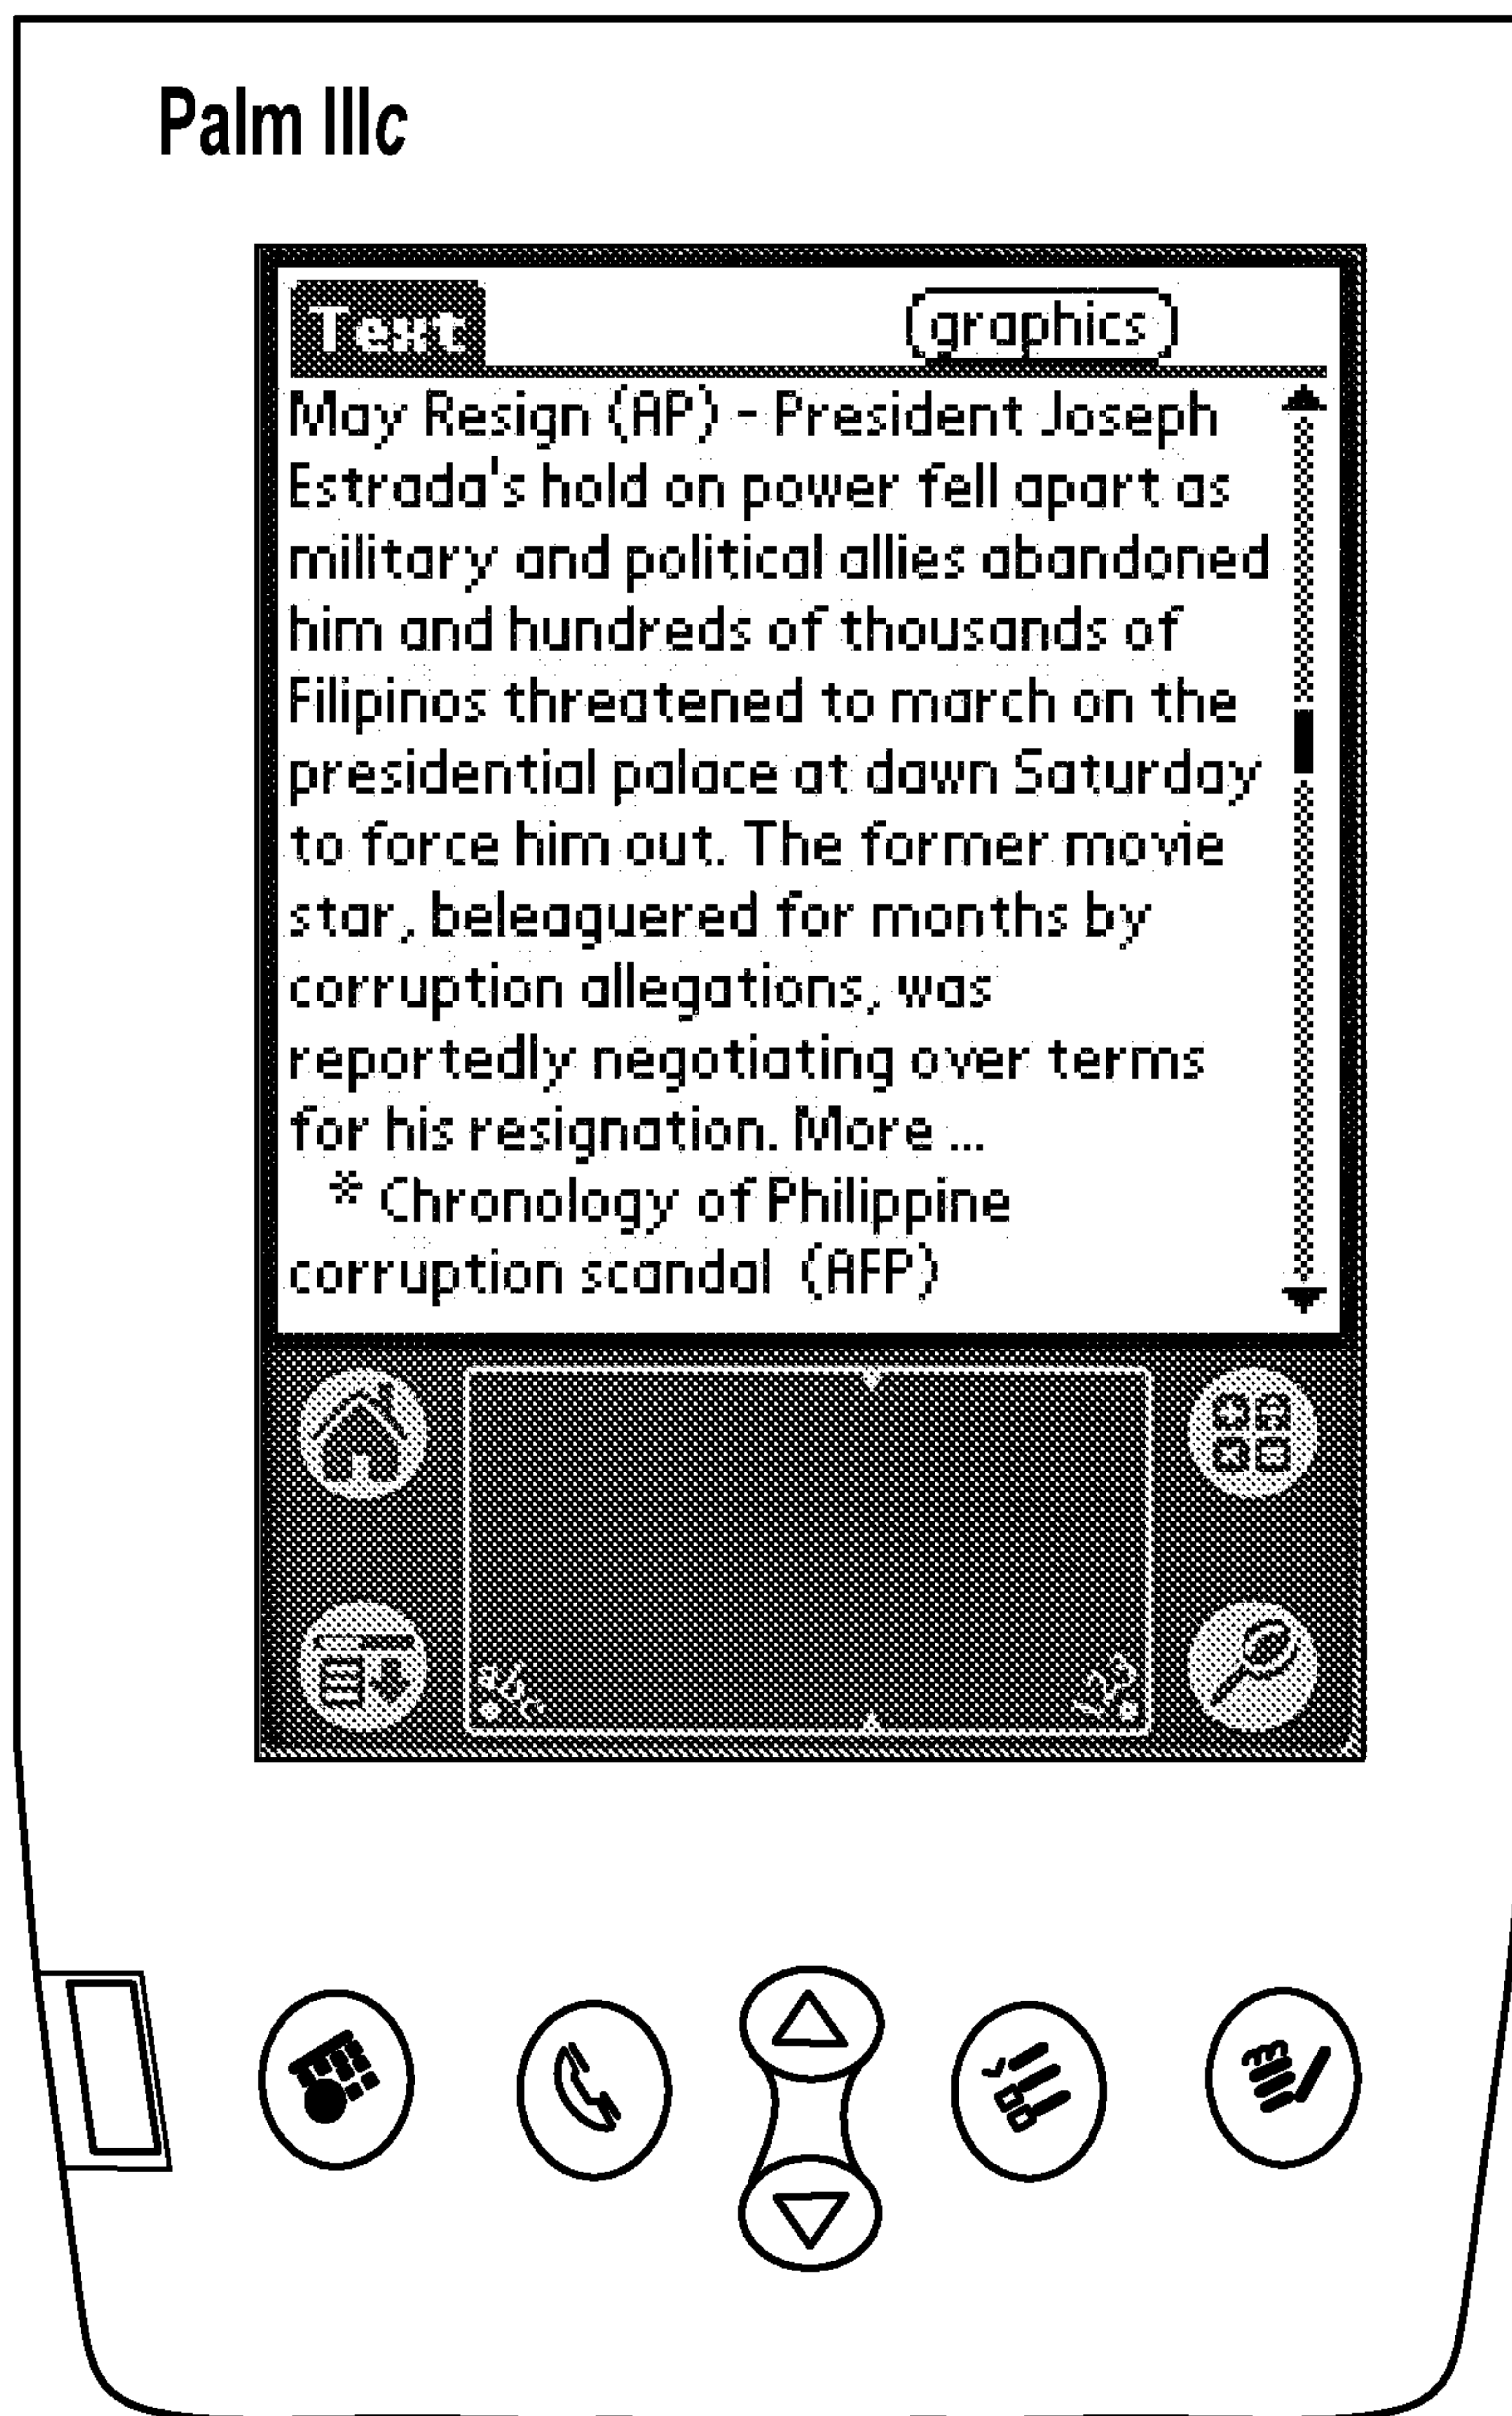 Palm IIIc
Text
graphics
May Resign (AP) - President Joseph
Estrada's hold on power fell apart as
military and political allies abandoned
him and hundreds of thousands of
Filipinos threatened to march on the
presidential palace at dawn Saturday
to force him out. The former movie
star, beleaguered for months by
corruption allegations, was
reportedly negotiating over terms
for his resignation. More ...
* Chronology of Philippine
corruption scandal (AFP)